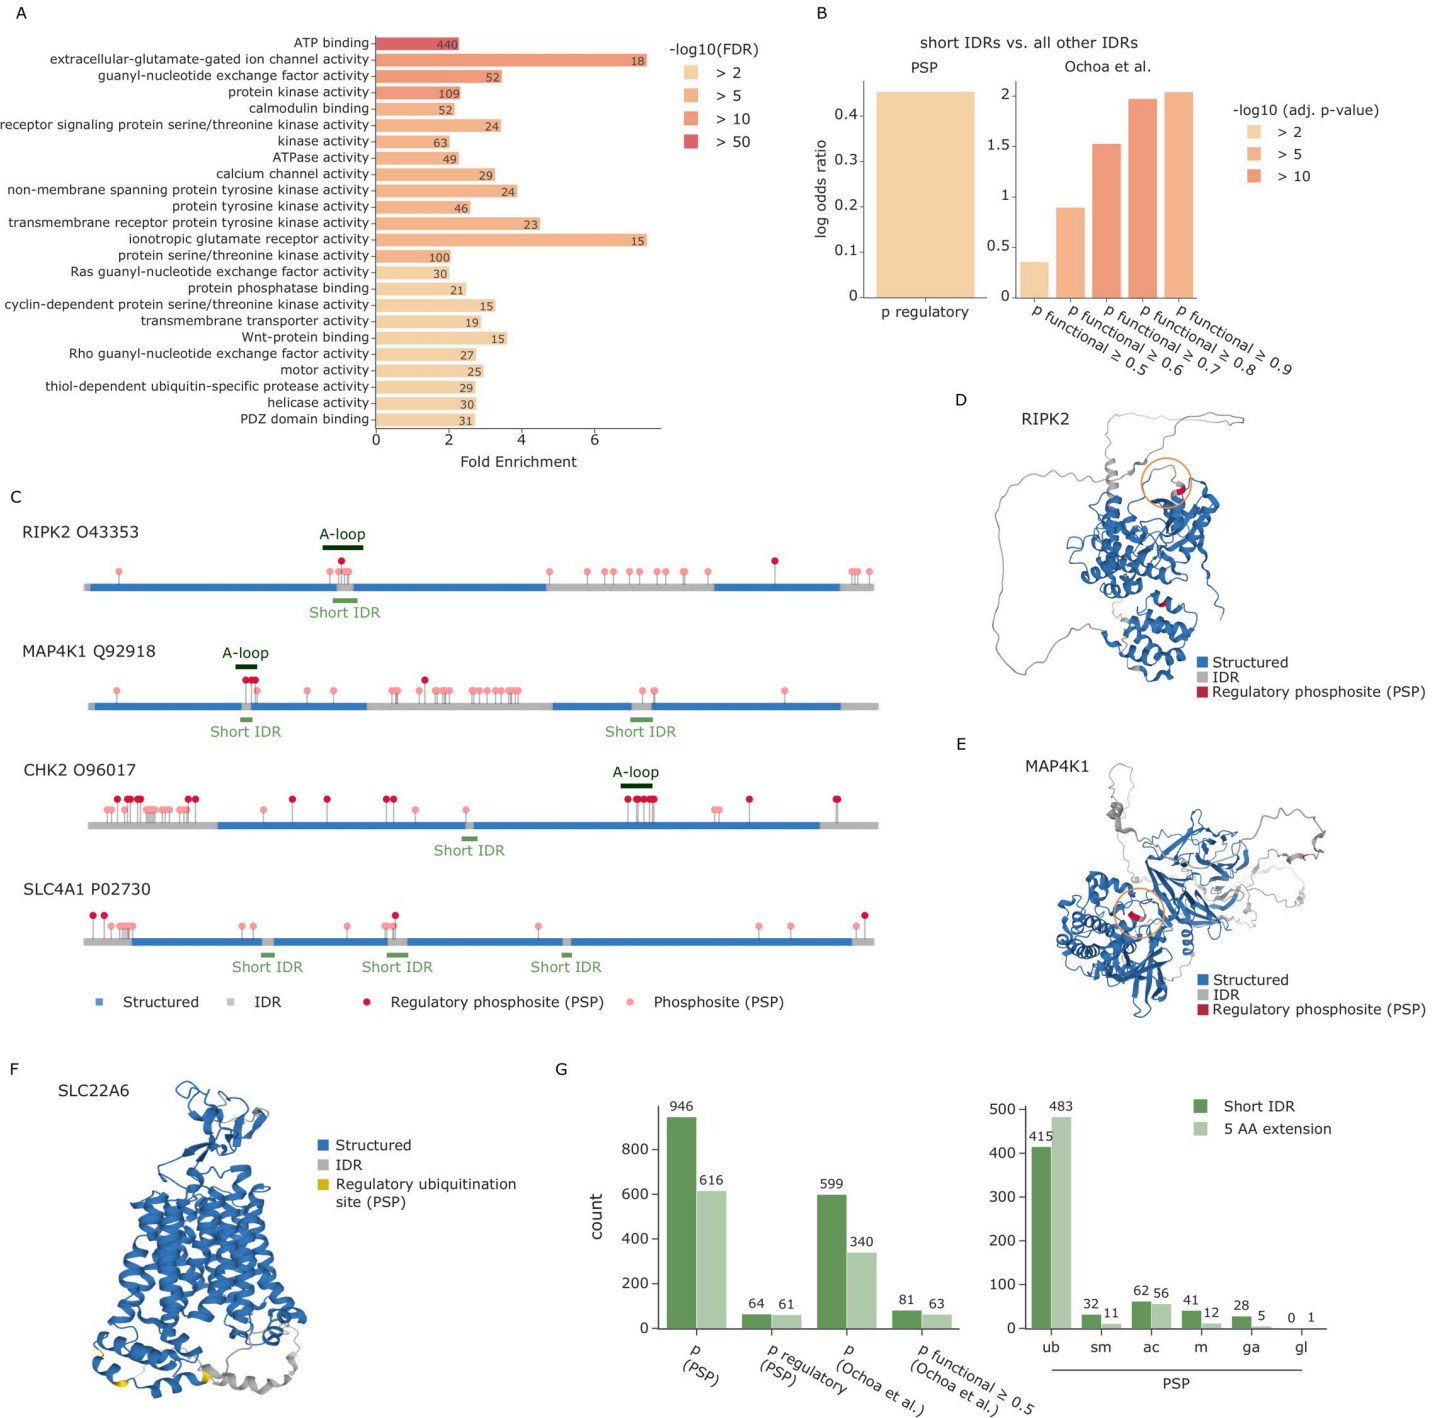 A
ATP binding
440
extracellular-glutamate-gated ion channel activity
18
guanyl-nucleotide exchange factor activity
52
protein kinase activity
109
calmodulin binding
52
receptor signaling protein serine/threonine kinase activity
24
kinase activity
63
ATPase activity
49
calcium channel activity
29
non-membrane spanning protein tyrosine kinase activity
24
protein tyrosine kinase activity
46
transmembrane receptor protein tyrosine kinase activity
23
ionotropic glutamate receptor activity
15
protein serine/threonine kinase activity
100
Ras guanyl-nucleotide exchange factor activity
30
protein phosphatase binding
21
cyclin-dependent protein serine/threonine kinase activity
15
transmembrane transporter activity
19
Wnt-protein binding
15
Rho guanyl-nucleotide exchange factor activity
27
motor activity
25
thiol-dependent ubiquitin-specific protease activity
29
helicase activity
30
PDZ domain binding
31
0 2 4 6
Fold Enrichment
-log10(FDR)
> 2
> 5
> 10
> 50
B
short IDRs vs. all other IDRs
PSP
Ochoa et al.
log odds ratio
0.4
0.3
0.2
0.1
0
p regulatory
2
1.5
1
0.5
0
p functional ≥ 0.5
p functional ≥ 0.6
p functional ≥ 0.7
p functional ≥ 0.8
p functional ≥ 0.9
-log10 (adj. p-value)
> 2
> 5
> 10
C
RIPK2 O43353
A-loop
Short IDR
MAP4K1 Q92918
A-loop
Short IDR
Short IDR
CHK2 O96017
A-loop
Short IDR
SLC4A1 P02730
Short IDR
Short IDR
Short IDR
Structured
IDR
Regulatory phosphosite (PSP)
Phosphosite (PSP)
D
RIPK2
Structured
IDR
Regulatory phosphosite (PSP)
E
MAP4K1
Structured
IDR
Regulatory phosphosite (PSP)
F
SLC22A6
Structured
IDR
Regulatory ubiquitination
site (PSP)
G
count
800
600
400
200
0
946
616
64
61
599
340
81
63
p
(PSP)
p regulatory
(PSP)
p
(Ochoa et al.)
p functional ≥ 0.5
(Ochoa et al.)
500
400
300
200
100
0
415
483
32
11
62
56
41
12
28
5
0
1
ub sm ac m ga gl
PSP
Short IDR
5 AA extension